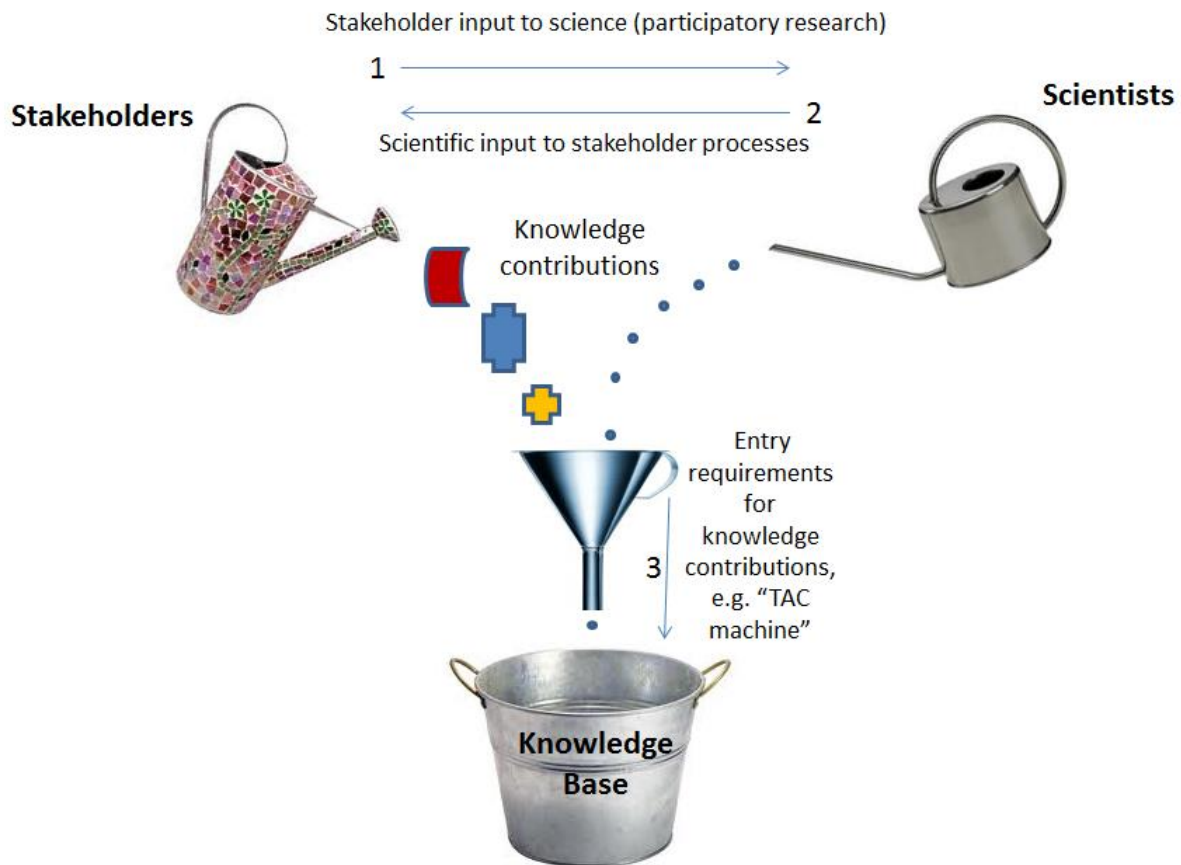 Stakeholder input to science (participatory research)
1
Stakeholders
Scientists
2
Scientific input to stakeholder processes
Knowledge
contributions
Entry
requirements
for
knowledge
contributions,
e.g. “TAC
machine”
3
Knowledge
Base